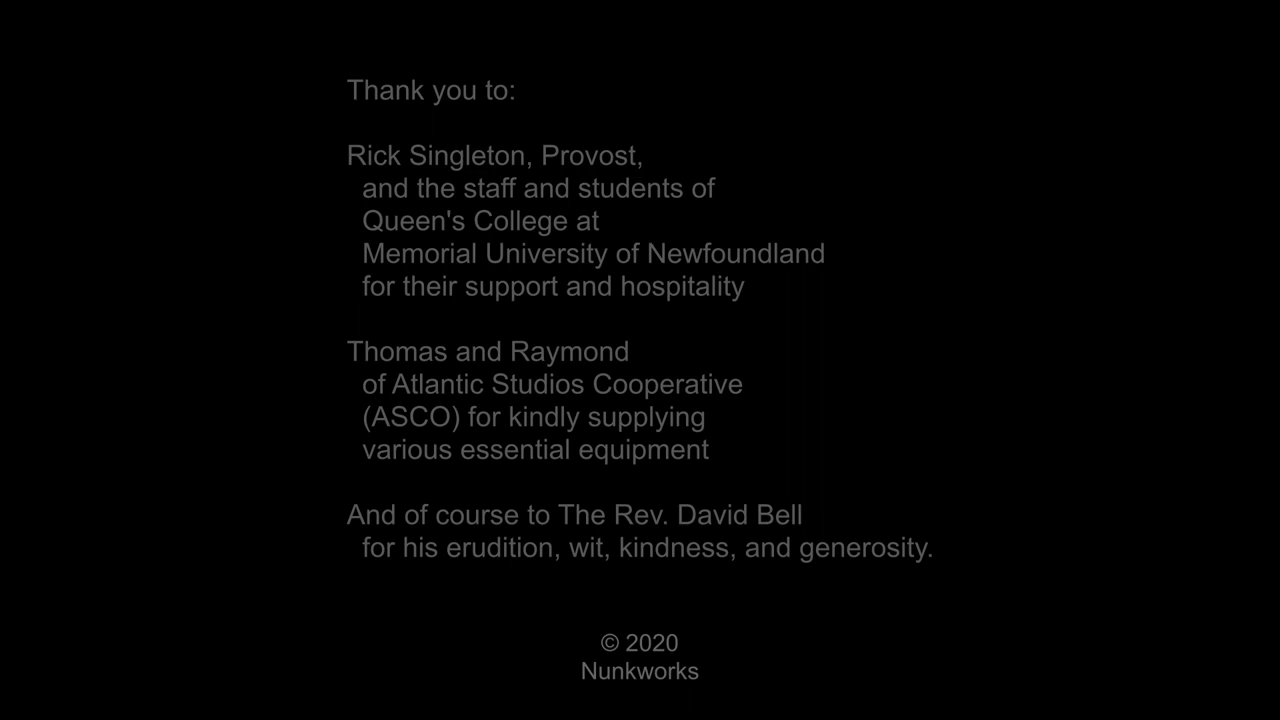 Thank you to:
Rick Singleton, Provost,
and the staff and students of
Queen's College at
Memorial University of Newfoundland
for their support and hospitality
Thomas and Raymond
of Atlantic Studios Cooperative
(ASCO) for kindly supplying
various essential equipment
And of course to The Rev. David Bell
for his erudition, wit, kindness, and generosity.
© 2020
Nunkworks